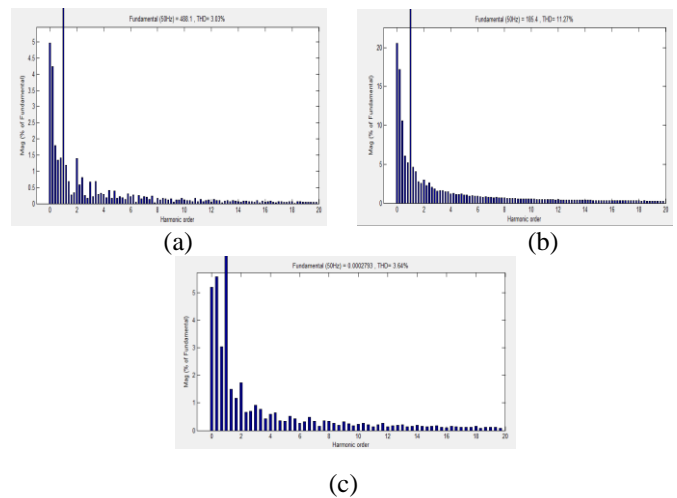 Fundamental (50Hz) = 488.1 , THD= 3.03%
Mag (% of Fundamental)
5
4.5
4
3.5
3
2.5
2
1.5
1
0.5
0
0 2 4 6 8 10 12 14 16 18 20
Harmonic order
(a)
Fundamental (50Hz) = 165.4 , THD= 11.27%
Mag (% of Fundamental)
20
15
10
5
0
0 2 4 6 8 10 12 14 16 18 20
Harmonic order
(b)
Fundamental (50Hz) = 0.0002793 , THD= 3.64%
Mag (% of Fundamental)
5
4
3
2
1
0
0 2 4 6 8 10 12 14 16 18 20
Harmonic order
(c)